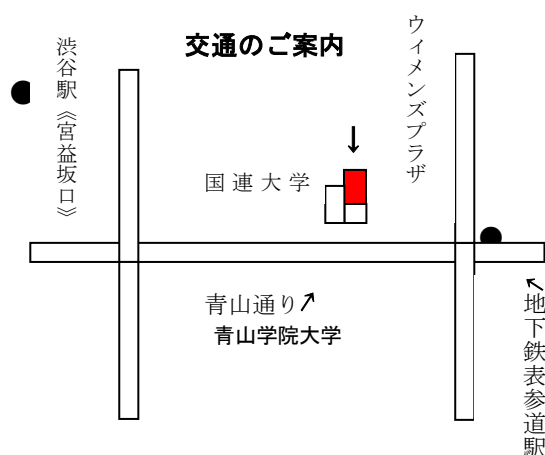 交通のご案内
渋谷駅《宮益坂口》
ウィメンズプラザ
↓
国連大学
青山通り↗
青山学院大学
↖地下鉄表参道駅